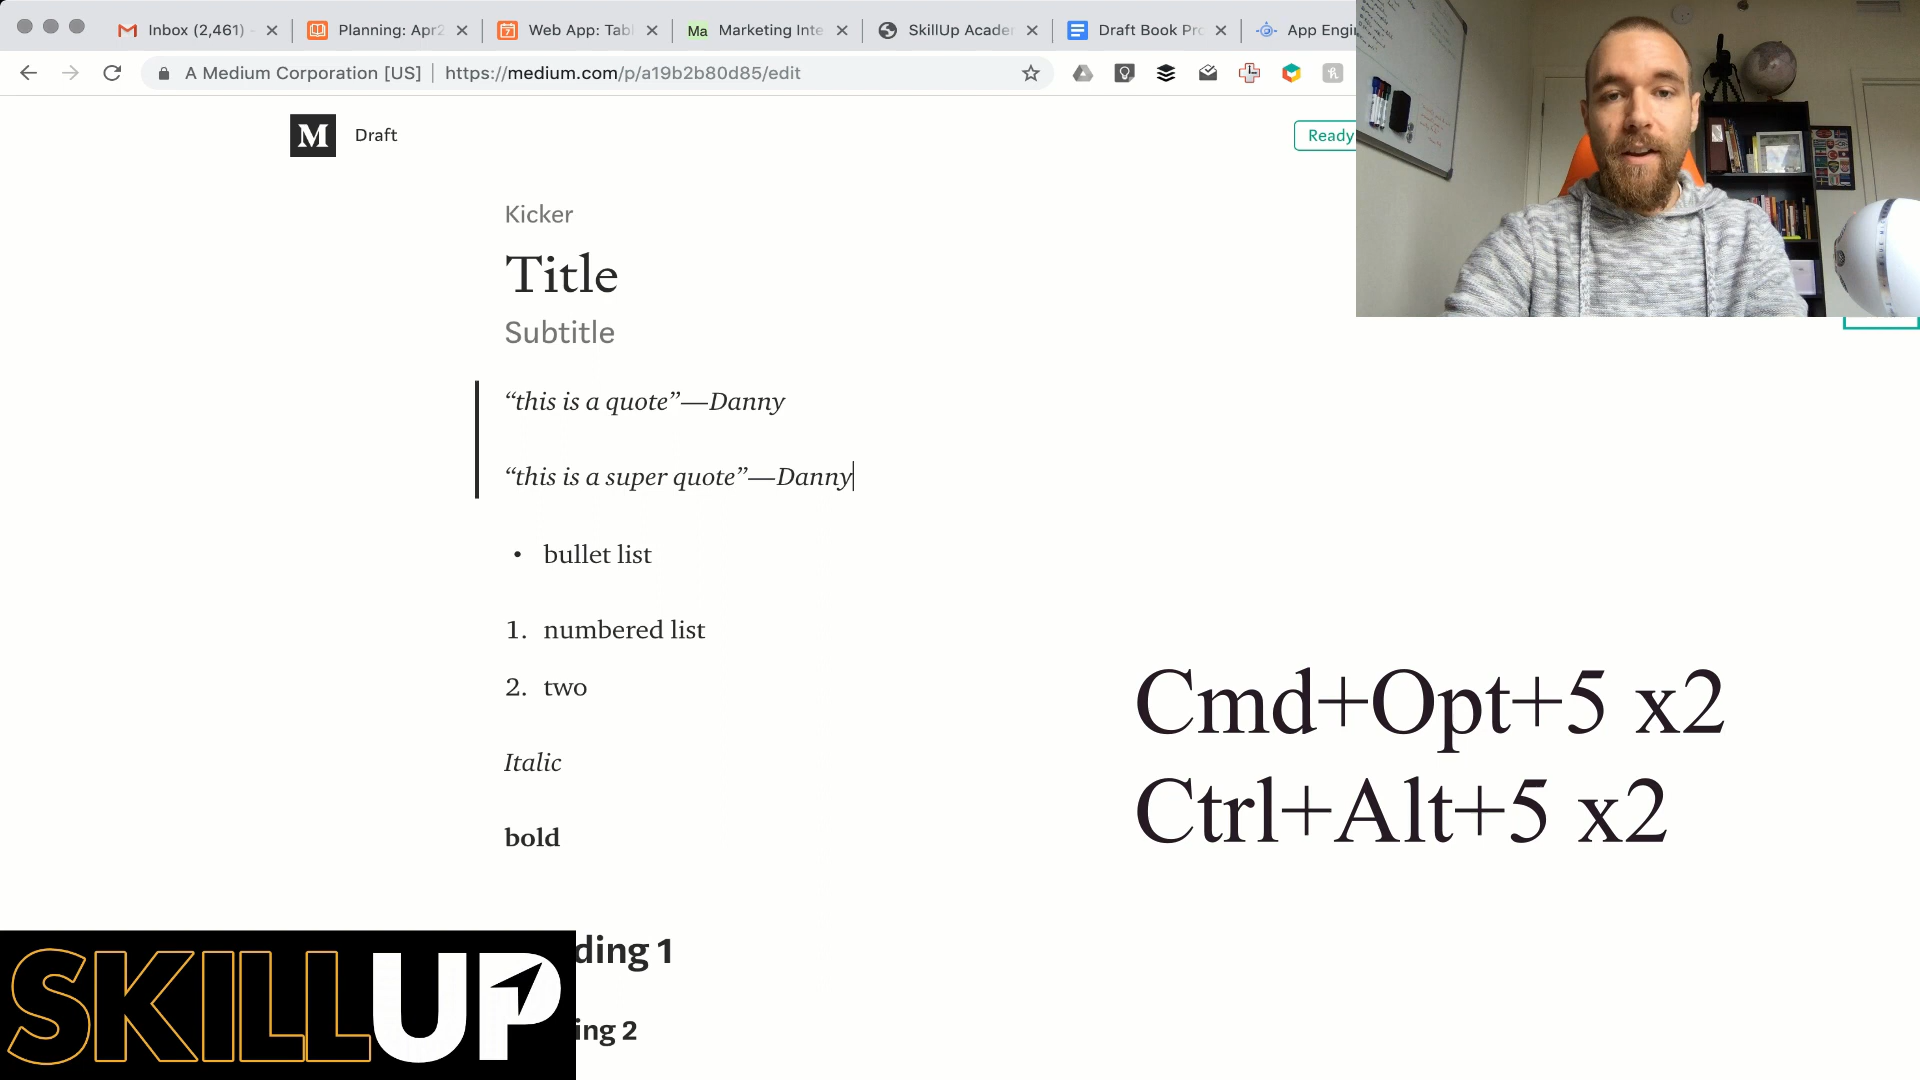 Inbox (2,461)
Planning: Apr2
Web App: Tabl
Ma Marketing Inte
SkillUp Acader
Draft Book Pro
App Engi
A Medium Corporation [US] | https://medium.com/p/a19b2b80d85/edit
M Draft
Ready
Kicker
Title
Subtitle
“this is a quote”—Danny
“this is a super quote”—Danny
• bullet list
1. numbered list
2. two
Italic
bold
ding 1
ing 2
Cmd+Opt+5 x2
Ctrl+Alt+5 x2
SKILLUP